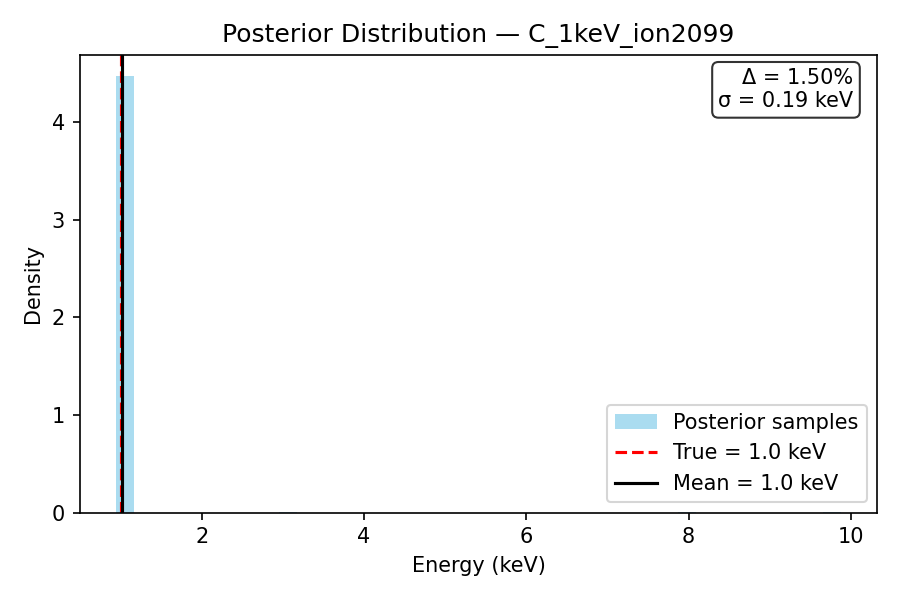 Posterior Distribution — C_1keV_ion2099
Δ = 1.50%
σ = 0.19 keV
Density
4
3
2
1
0
Posterior samples
True = 1.0 keV
Mean = 1.0 keV
2 4 6 8 10
Energy (keV)